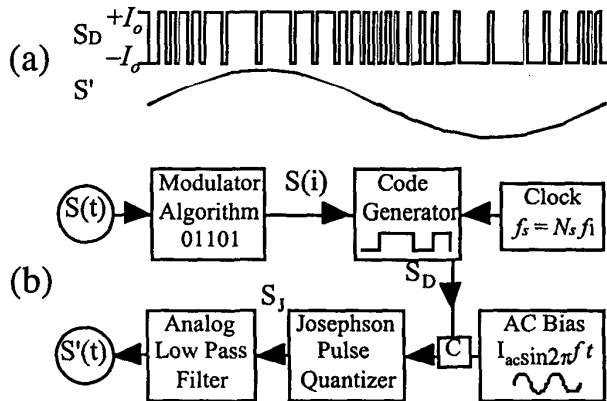 (a)
S_D
+I_o
−I_o
S'
S(t)
Modulator
Algorithm
01101
S(i)
Code
Generator
Clock
f_s = N_s f_1
(b)
S_D
S'(t)
Analog
Low Pass
Filter
S_J
Josephson
Pulse
Quantizer
C
AC Bias
I_ac sin2πf t